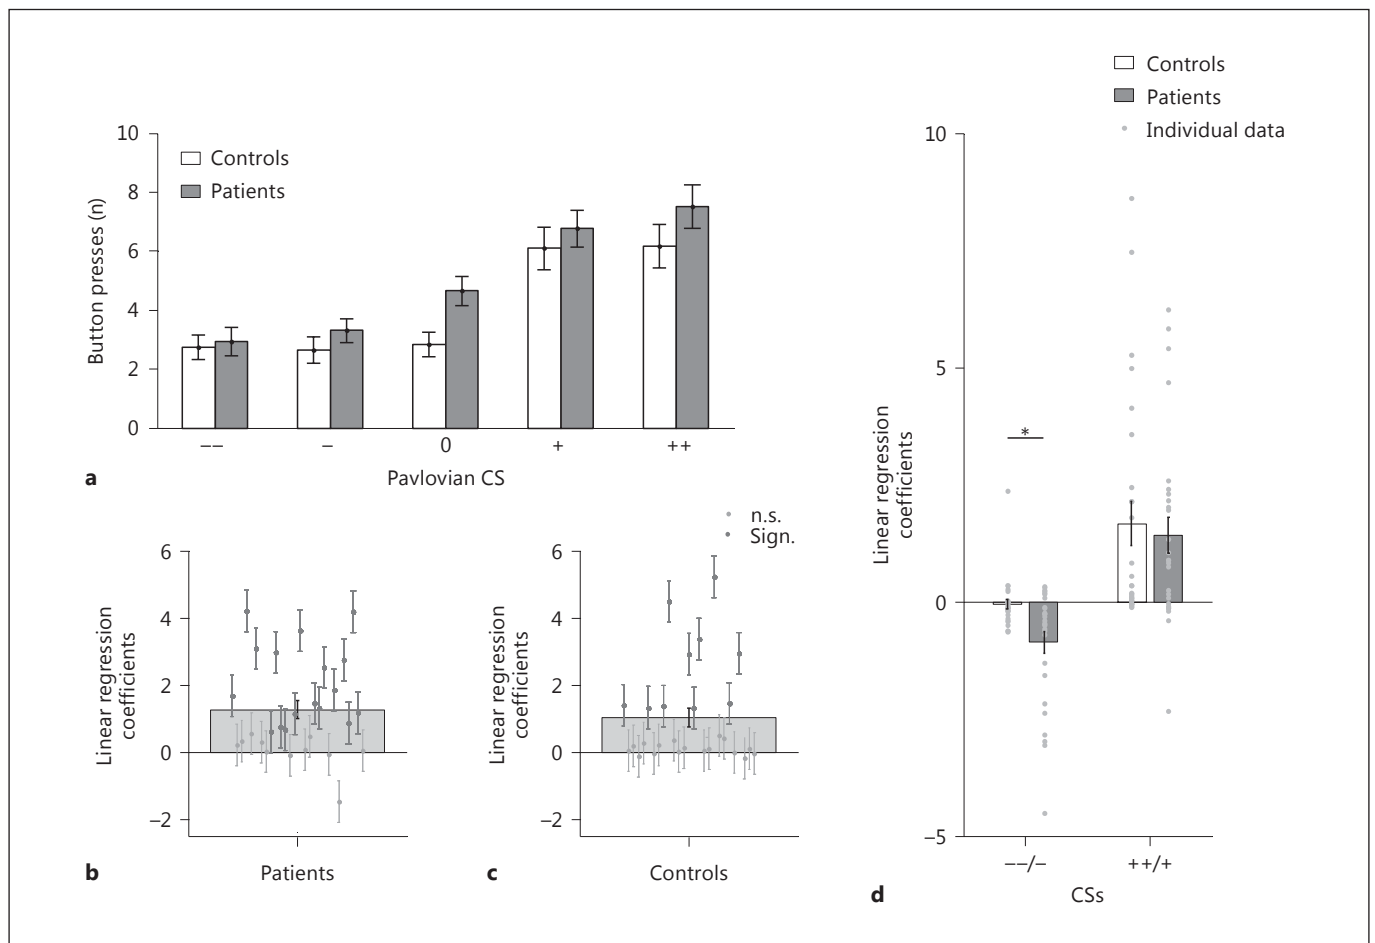 Controls
Patients
Individual data
10
8
6
4
2
0
Button presses (n)
Controls
Patients
−− − 0 + ++
Pavlovian CS
a
n.s.
Sign.
6
4
2
0
−2
Linear regression
coefficients
Patients
b
6
4
2
0
−2
Linear regression
coefficients
Controls
c
10
5
0
−5
Linear regression
coefficients
*
−−/− ++/+
CSs
d